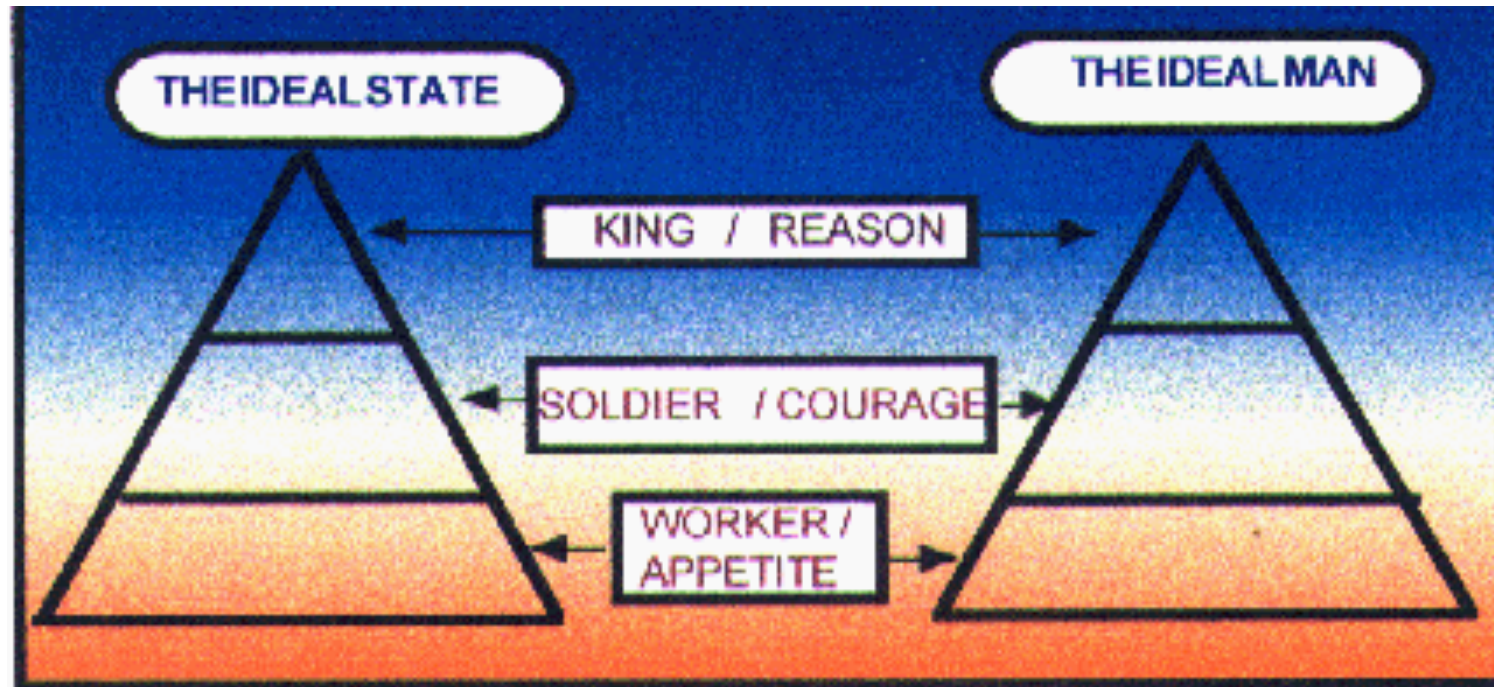 THE IDEAL STATE
THE IDEAL MAN
KING / REASON
SOLDIER / COURAGE
WORKER /
APPETITE